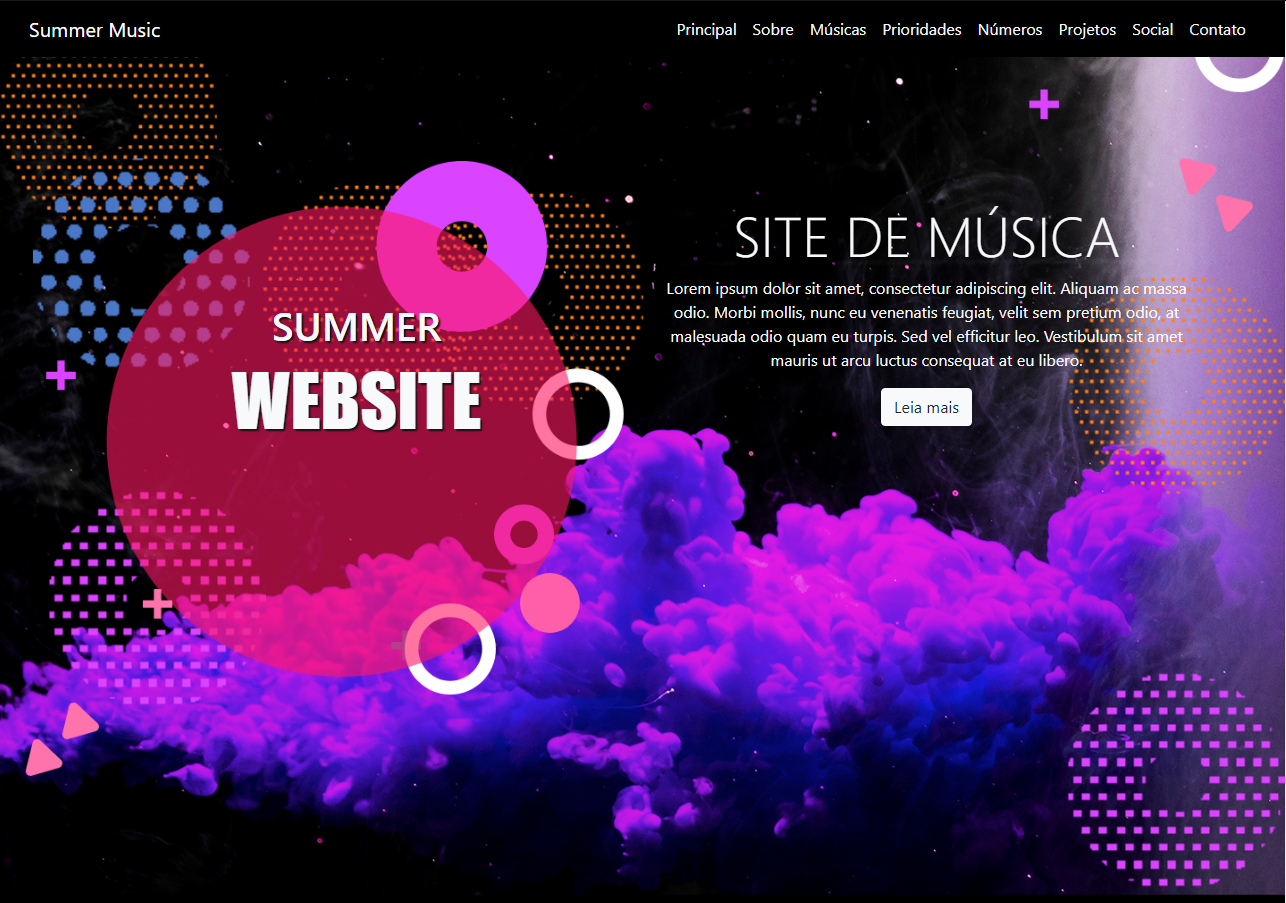 Summer Music
Principal Sobre Músicas Prioridades Números Projetos Social Contato
SUMMER
WEBSITE
SITE DE MÚSICA
Lorem ipsum dolor sit amet, consectetur adipiscing elit. Aliquam ac massa
odio. Morbi mollis, nunc eu venenatis feugiat, velit sem pretium odio, at
malesuada odio quam eu turpis. Sed vel efficitur leo. Vestibulum sit amet
mauris ut arcu luctus consequat at eu libero.
Leia mais